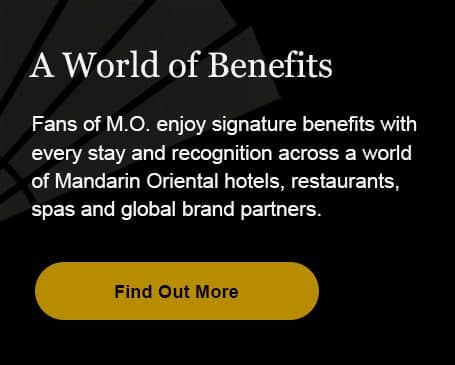 A World of Benefits
Fans of M.O. enjoy signature benefits with
every stay and recognition across a world
of Mandarin Oriental hotels, restaurants,
spas and global brand partners.
Find Out More